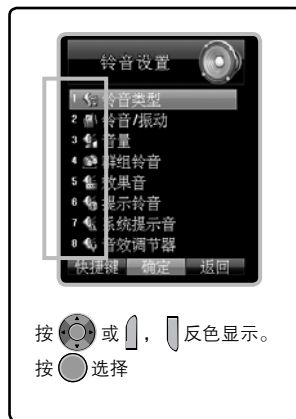 铃音设置
1 铃音类型
2 铃音/振动
3 音量
4 群组铃音
5 效果音
6 提示铃音
7 系统提示音
8 音效调节器
快捷键 确定 返回
按 或 ， 反色显示。
按 选择